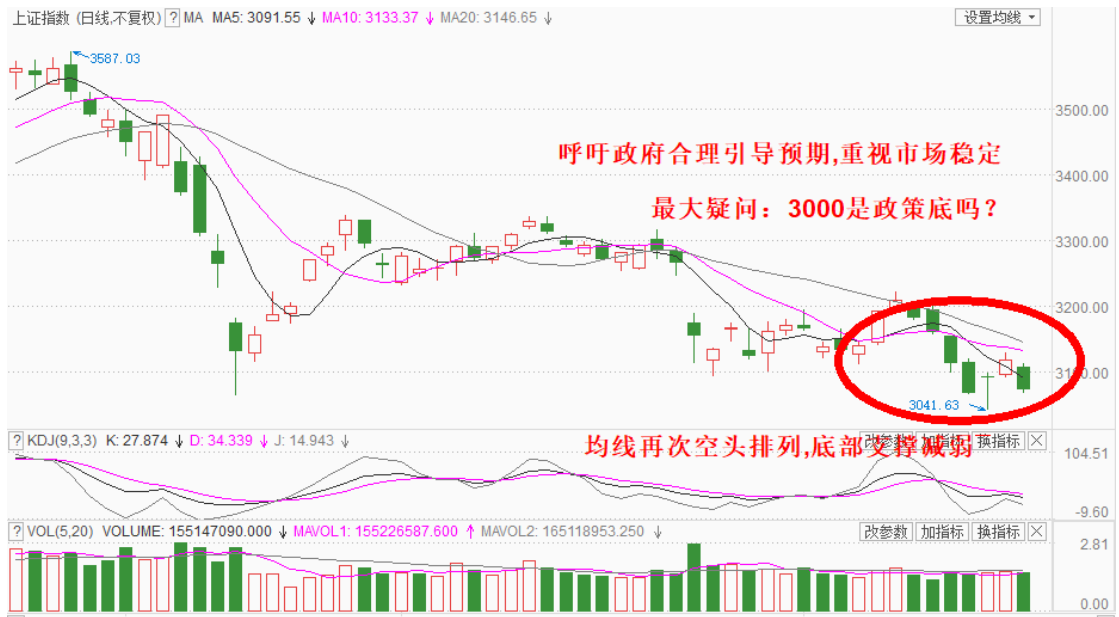 上证指数 (日线,不复权) ? MA MA5: 3091.55 ↓ MA10: 3133.37 ↓ MA20: 3146.65 ↓ 设置均线
3587.03
3500.00
呼吁政府合理引导预期,重视市场稳定
3400.00
最大疑问：3000是政策底吗?
3300.00
3200.00
3100.00
3041.63
? KDJ(9,3,3) K: 27.874 ↓ D: 34.339 ↓ J: 14.943 ↓ 改参数 加指标 换指标
均线再次空头排列,底部支撑减弱
104.51
-9.60
? VOL(5,20) VOLUME: 155147090.000 ↓ MAVOL1: 155226587.600 ↑ MAVOL2: 165118953.250 ↓ 改参数 加指标 换指标
2.81
0.00